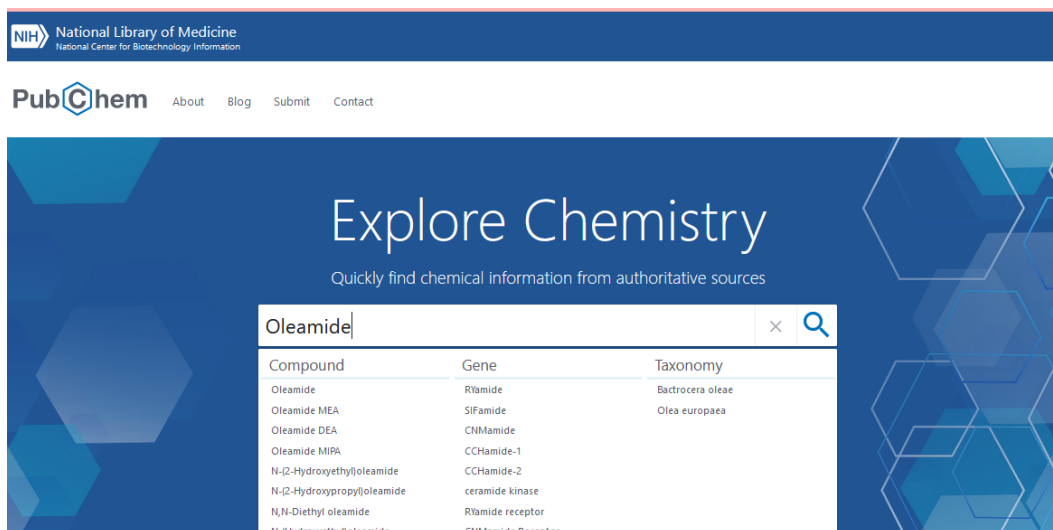 NIH National Library of Medicine
National Center for Biotechnology Information
PubChem About Blog Submit Contact
Explore Chemistry
Quickly find chemical information from authoritative sources
Oleamide
Compound Gene Taxonomy
Oleamide RYamide Bactrocera oleae
Oleamide MEA SIFamide Olea europaea
Oleamide DEA CNMamide
Oleamide MIPA CCHamide-1
N-(2-Hydroxyethyl)oleamide CCHamide-2
N-(2-Hydroxypropyl)oleamide ceramide kinase
N,N-Diethyl oleamide RYamide receptor